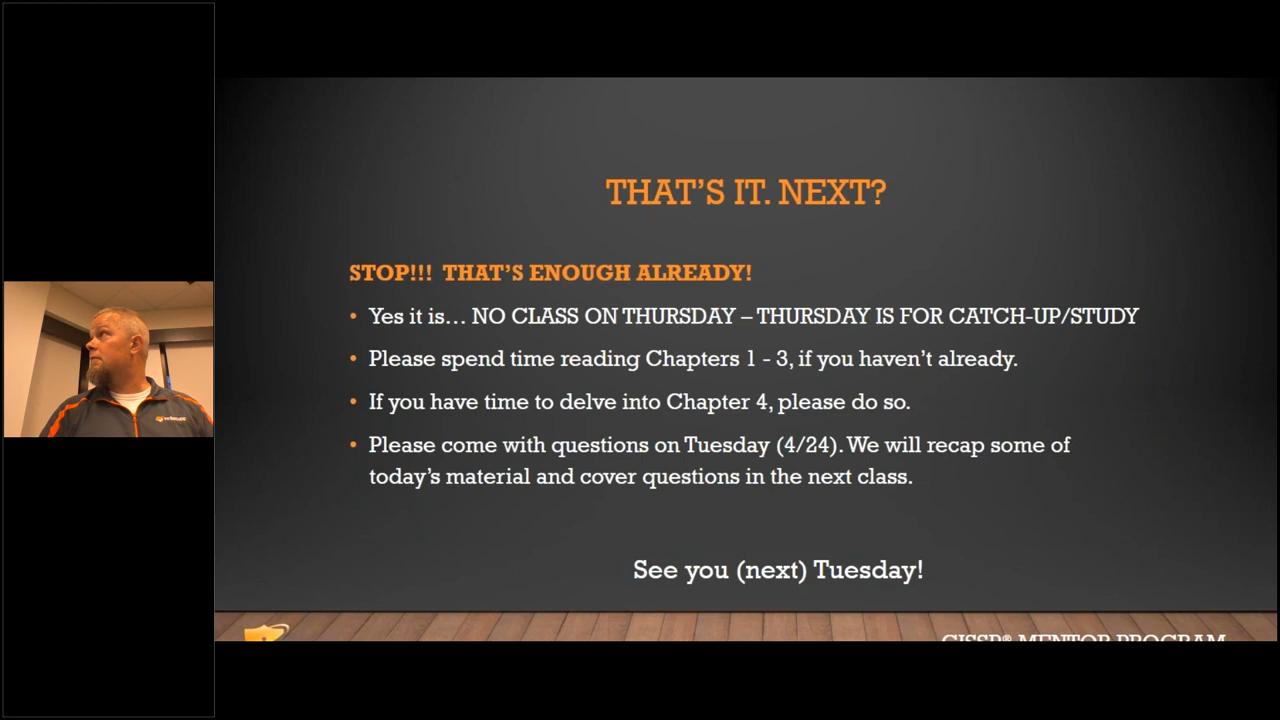 THAT'S IT. NEXT?
STOP!!! THAT'S ENOUGH ALREADY!
• Yes it is... NO CLASS ON THURSDAY – THURSDAY IS FOR CATCH-UP/STUDY
• Please spend time reading Chapters 1 - 3, if you haven't already.
• If you have time to delve into Chapter 4, please do so.
• Please come with questions on Tuesday (4/24). We will recap some of
today's material and cover questions in the next class.
See you (next) Tuesday!
CISSP® MENTOR PROGRAM